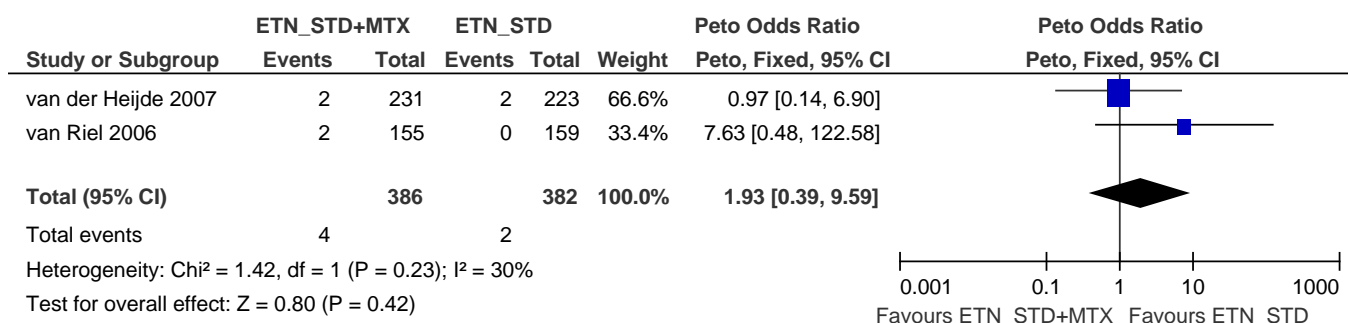 ETN_STD+MTX ETN_STD Peto Odds Ratio Peto Odds Ratio
Study or Subgroup Events Total Events Total Weight Peto, Fixed, 95% CI Peto, Fixed, 95% CI
van der Heijde 2007 2 231 2 223 66.6% 0.97 [0.14, 6.90]
van Riel 2006 2 155 0 159 33.4% 7.63 [0.48, 122.58]
Total (95% CI) 386 382 100.0% 1.93 [0.39, 9.59]
Total events 4 2
Heterogeneity: Chi² = 1.42, df = 1 (P = 0.23); I² = 30%
Test for overall effect: Z = 0.80 (P = 0.42)
0.001 0.1 1 10 1000
Favours ETN_STD+MTX Favours ETN_STD